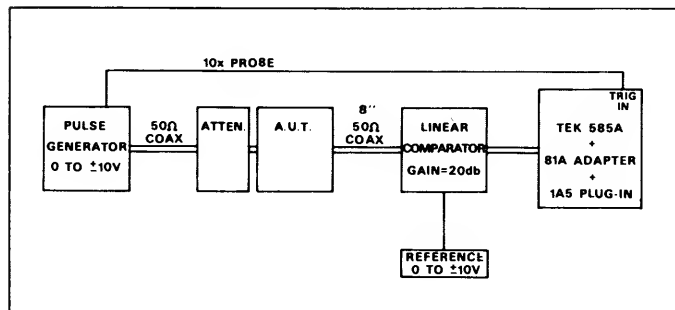 10x PROBE
TRIG
IN
PULSE
GENERATOR
0 TO ±10V
50Ω
COAX
ATTEN.
A.U.T.
8"
50Ω
COAX
LINEAR
COMPARATOR
GAIN=20db
TEK 585A
+
81A ADAPTER
+
1A5 PLUG-IN
REFERENCE
0 TO ±10V